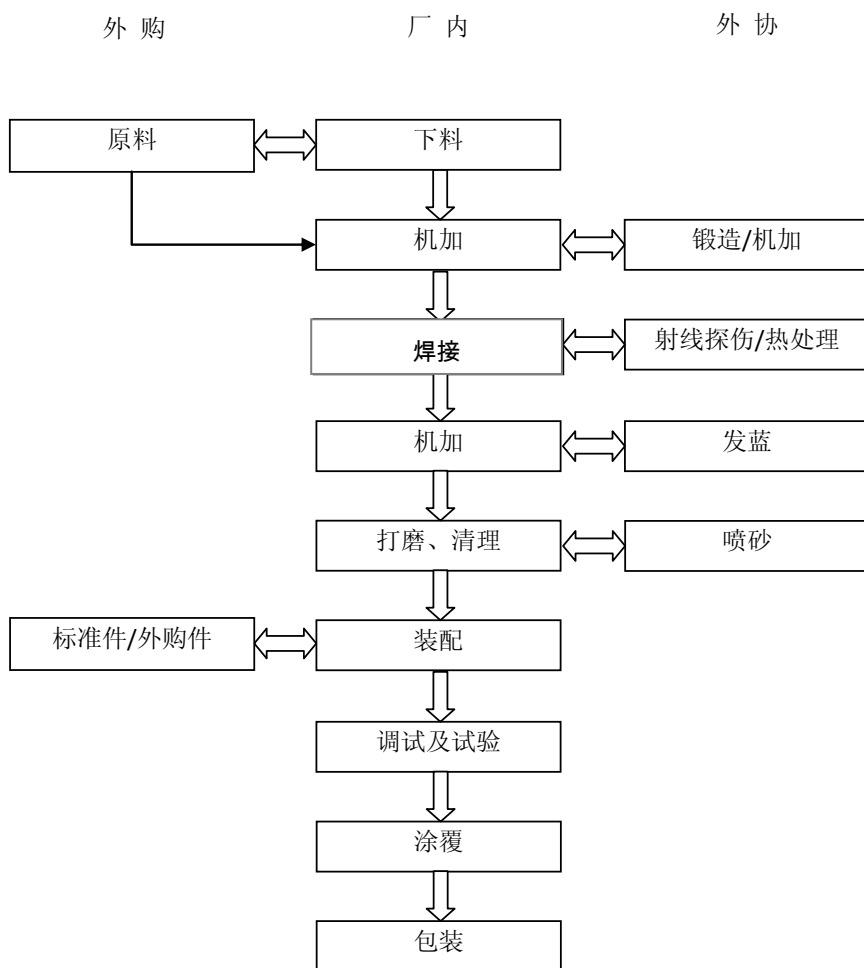 外 购 厂 内 外 协
原料 下料
机加 锻造/机加
焊接 射线探伤/热处理
机加 发蓝
打磨、清理 喷砂
标准件/外购件 装配
调试及试验
涂覆
包装